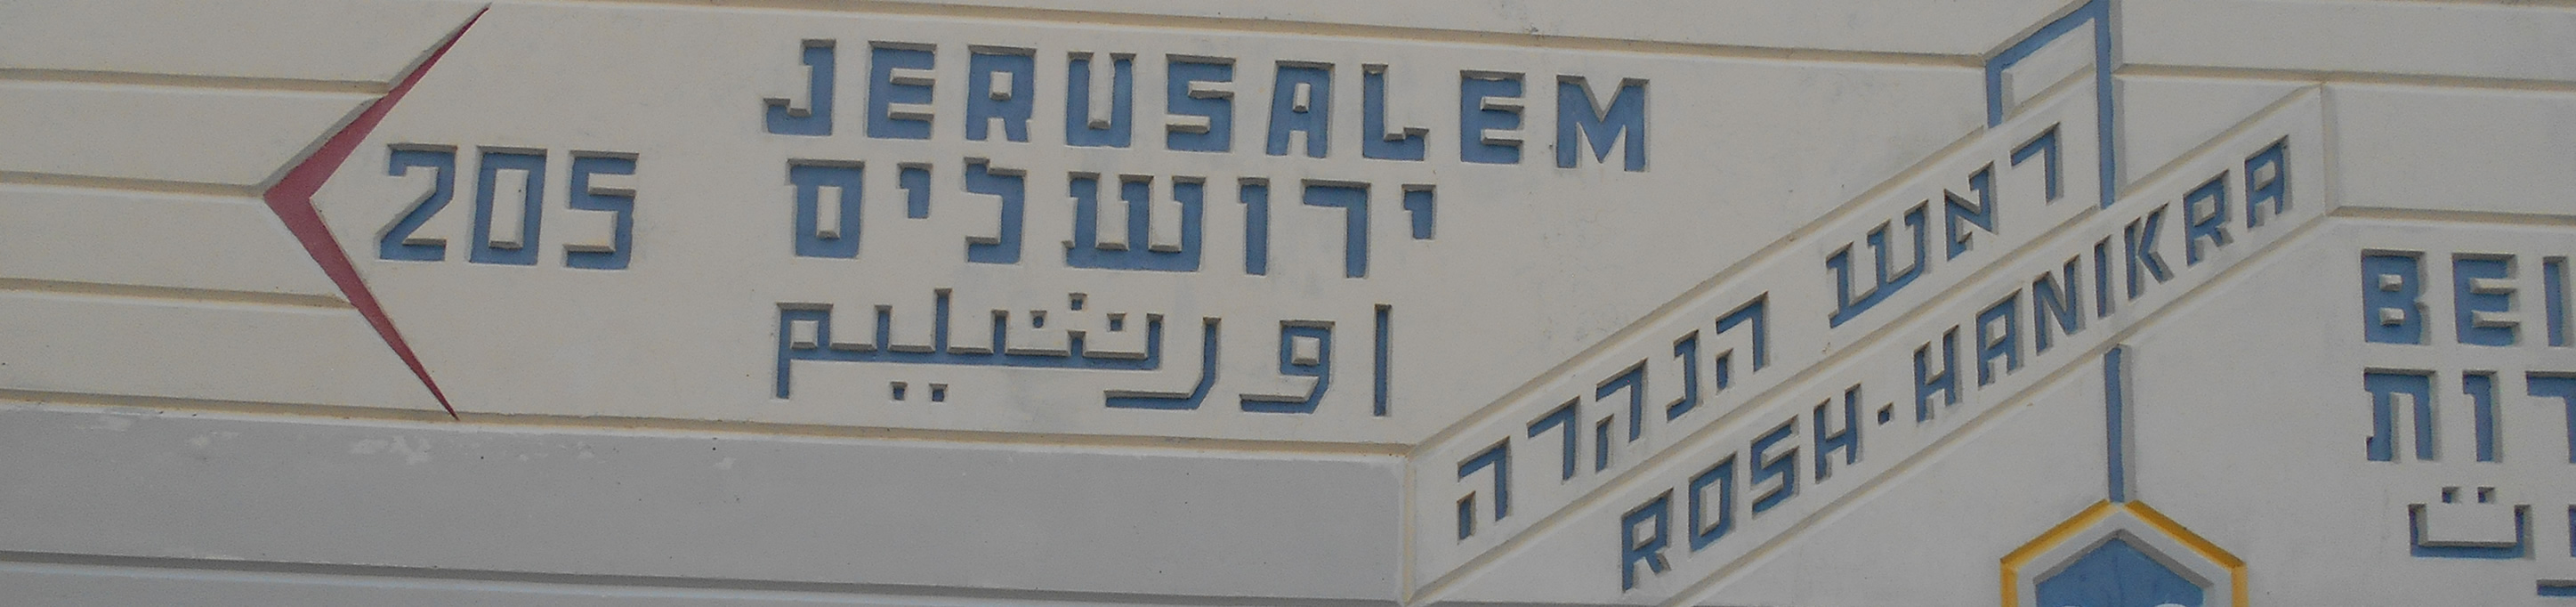 205
JERUSALEM
ירושלים
اورشليم
ראש הנקרה
ROSH-HANIKRA